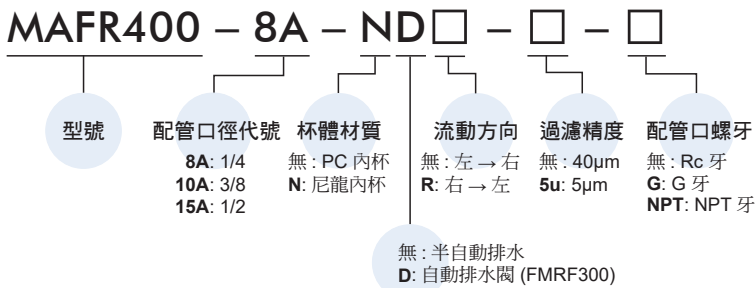 MAFR400 – 8A – ND□ – □ – □
型號
配管口徑代號
8A: 1/4
10A: 3/8
15A: 1/2
杯體材質
無 : PC 內杯
N: 尼龍內杯
流動方向
無 : 左 → 右
R: 右 → 左
過濾精度
無 : 40μm
5u: 5μm
配管口螺牙
無 : Rc 牙
G: G 牙
NPT: NPT 牙
無 : 半自動排水
D: 自動排水閥 (FMRF300)